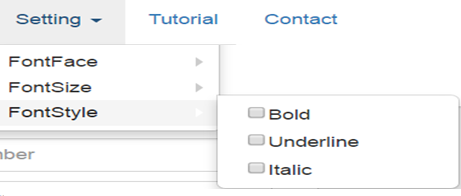 Setting Tutorial Contact
FontFace
FontSize
FontStyle
Bold
Underline
Italic